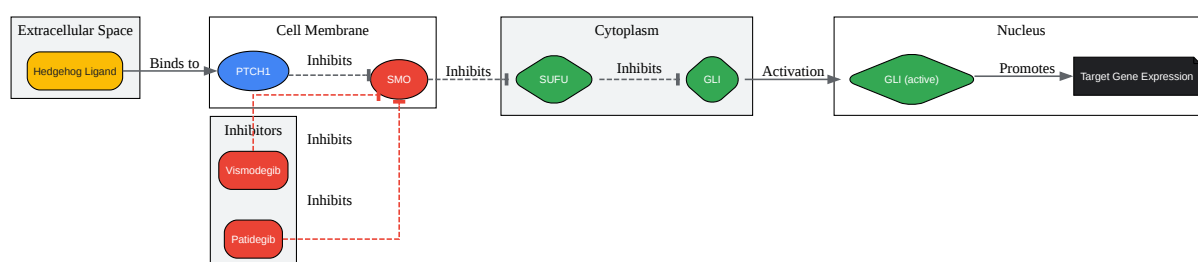 Extracellular Space
Hedgehog Ligand
Binds to
Cell Membrane
PTCH1
Inhibits
SMO
Inhibits
Cytoplasm
SUFU
Inhibits
GLI
Activation
Nucleus
GLI (active)
Promotes
Target Gene Expression
Inhibitors
Inhibits
Vismodegib
Inhibits
Patidegib